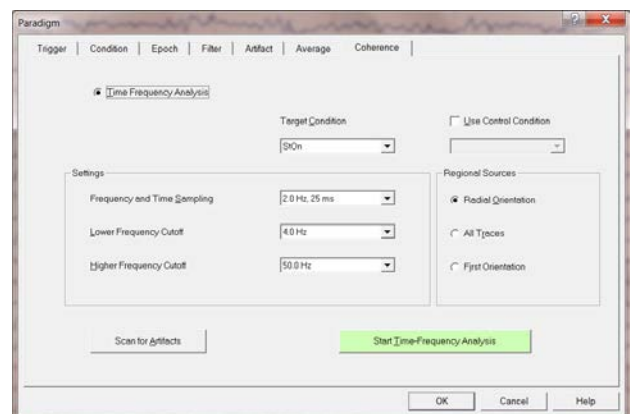 Paradigm
Trigger Condition Epoch Filter Artifact Average Coherence
Time Frequency Analysis
Target Condition
Use Control Condition
StOn
Settings
Regional Sources
Frequency and Time Sampling
2.0 Hz, 25 ms
Radial Orientation
Lower Frequency Cutoff
4.0 Hz
All Traces
Higher Frequency Cutoff
50.0 Hz
First Orientation
Scan for Artifacts
Start Time-Frequency Analysis
OK Cancel Help